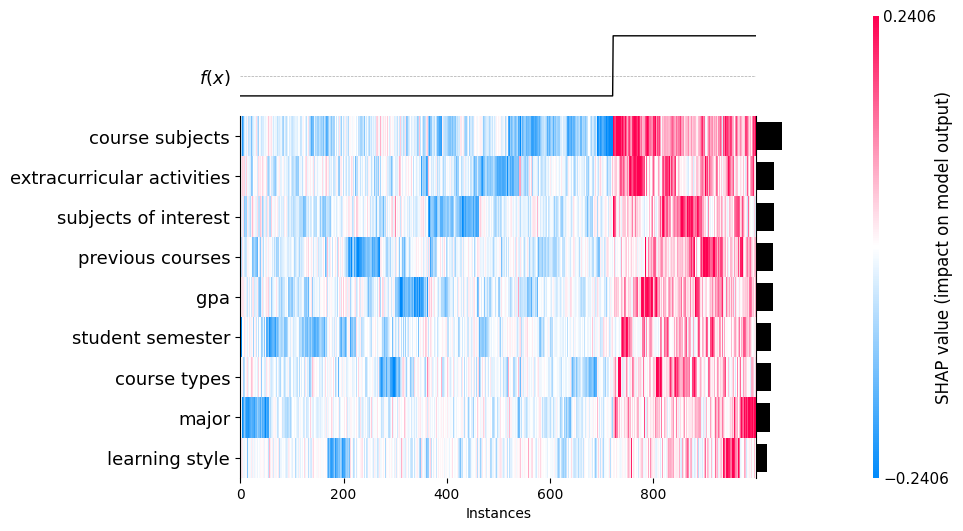 0.2406
f(x)
course subjects
extracurricular activities
subjects of interest
previous courses
gpa
student semester
course types
major
learning style
0 200 400 600 800
Instances
SHAP value (impact on model output)
−0.2406